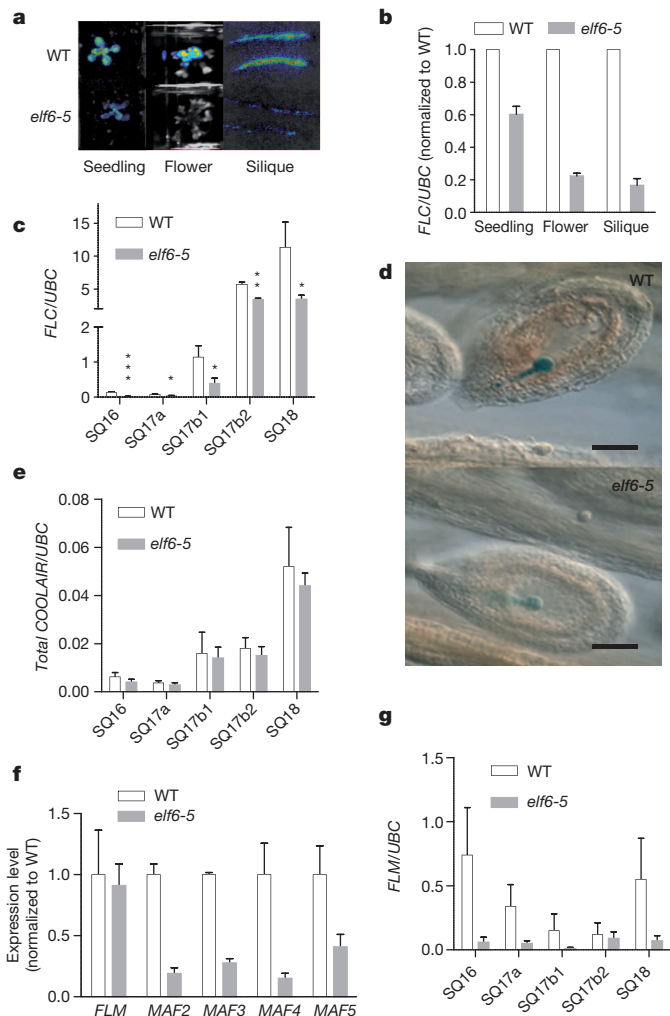 a
WT
elf6-5
Seedling Flower Silique
b
WT elf6-5
FLC/UBC (normalized to WT)
1.0
0.8
0.6
0.4
0.2
0.0
Seedling Flower Silique
c
WT
elf6-5
FLC/UBC
15
10
5
2
1
0
* * *
*
*
* *
*
SQ16 SQ17a SQ17b1 SQ17b2 SQ18
d
WT
elf6-5
e
WT
elf6-5
Total COOLAIR/UBC
0.08
0.06
0.04
0.02
0.00
SQ16 SQ17a SQ17b1 SQ17b2 SQ18
f
WT
elf6-5
Expression level
(normalized to WT)
1.5
1.0
0.5
0.0
FLM MAF2 MAF3 MAF4 MAF5
g
WT
elf6-5
FLM/UBC
1.5
1.0
0.5
0.0
SQ16 SQ17a SQ17b1 SQ17b2 SQ18